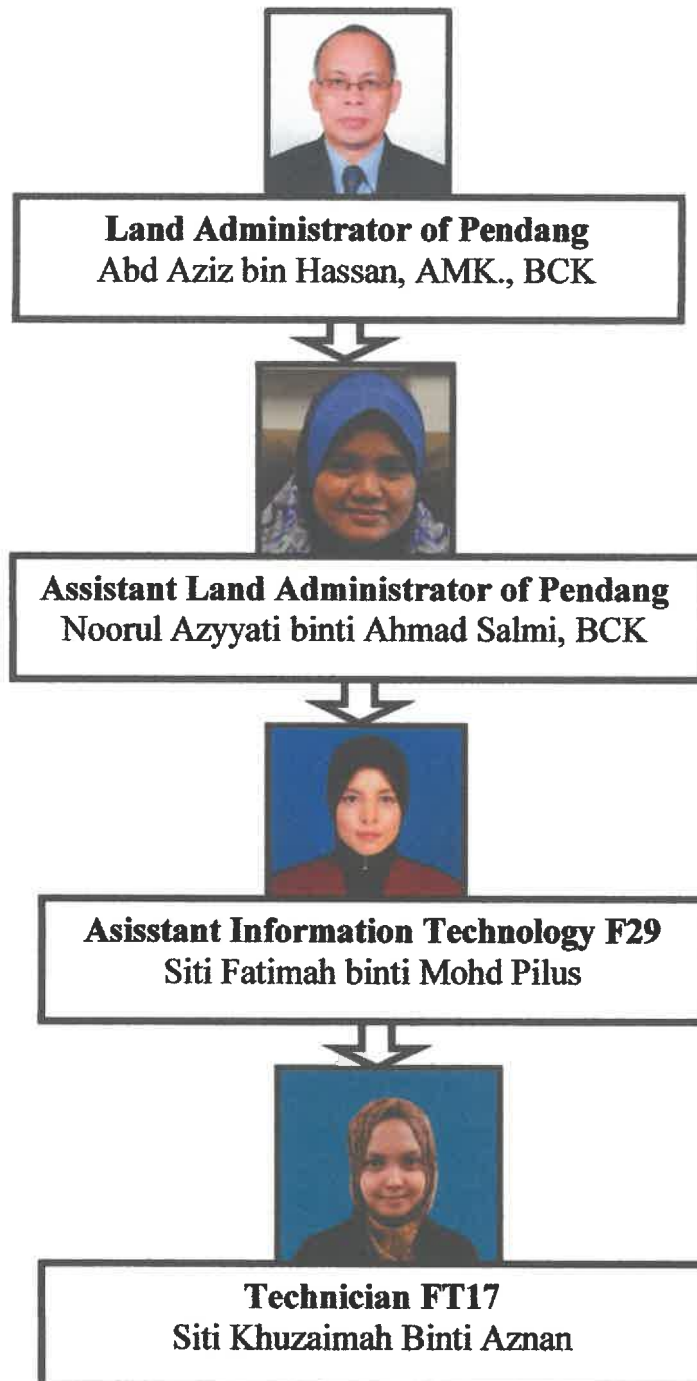 Land Administrator of Pendang
Abd Aziz bin Hassan, AMK., BCK
Assistant Land Administrator of Pendang
Noorul Azyyati binti Ahmad Salmi, BCK
Asisstant Information Technology F29
Siti Fatimah binti Mohd Pilus
Technician FT17
Siti Khuzaimah Binti Aznan